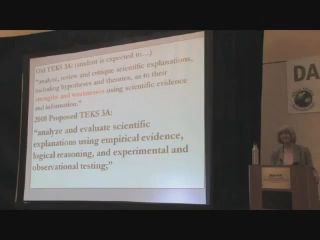 Old TEKS 3A: (student is expected to…)
“analyze, review and critique scientific explanations,
including hypotheses and theories, as to their
strengths and weaknesses using scientific evidence
and information.”
2008 Proposed TEKS 3A:
“analyze and evaluate scientific
explanations using empirical evidence,
logical reasoning, and experimental and
observational testing;”
DA